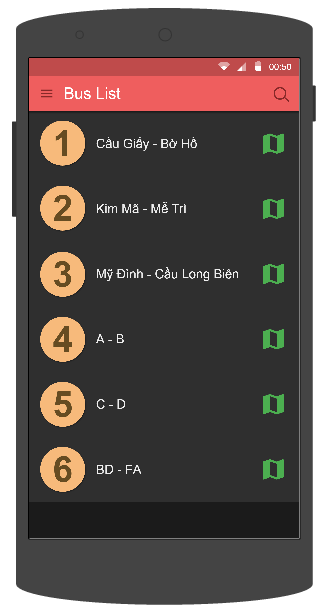 00:50
Bus List
1 Cầu Giấy - Bờ Hồ
2 Kim Mã - Mễ Trì
3 Mỹ Đình - Cầu Long Biên
4 A - B
5 C - D
6 BD - FA